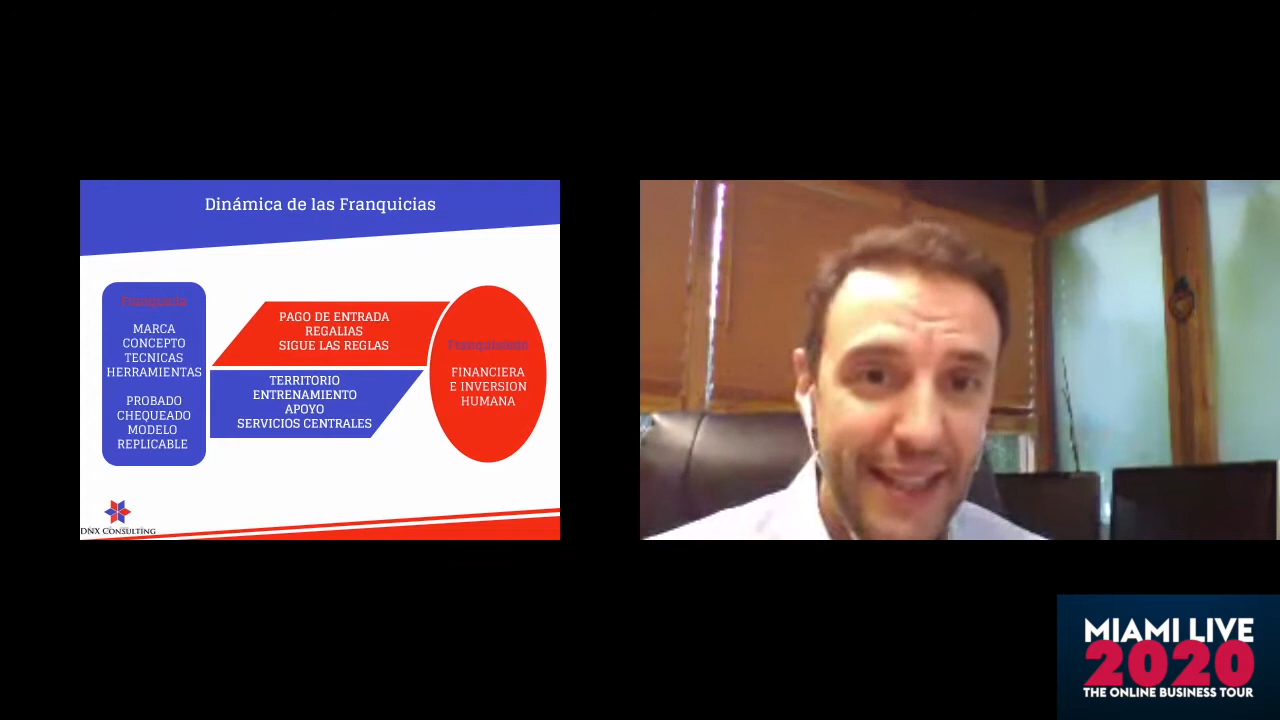 Dinámica de las Franquicias
Franquicia
MARCA
CONCEPTO
TECNICAS
HERRAMIENTAS
PROBADO
CHEQUEADO
MODELO
REPLICABLE
PAGO DE ENTRADA
REGALIAS
SIGUE LAS REGLAS
TERRITORIO
ENTRENAMIENTO
APOYO
SERVICIOS CENTRALES
FINANCIERA
E INVERSION
HUMANA
DNX CONSULTING
MIAMI LIVE
2020
THE ONLINE BUSINESS TOUR